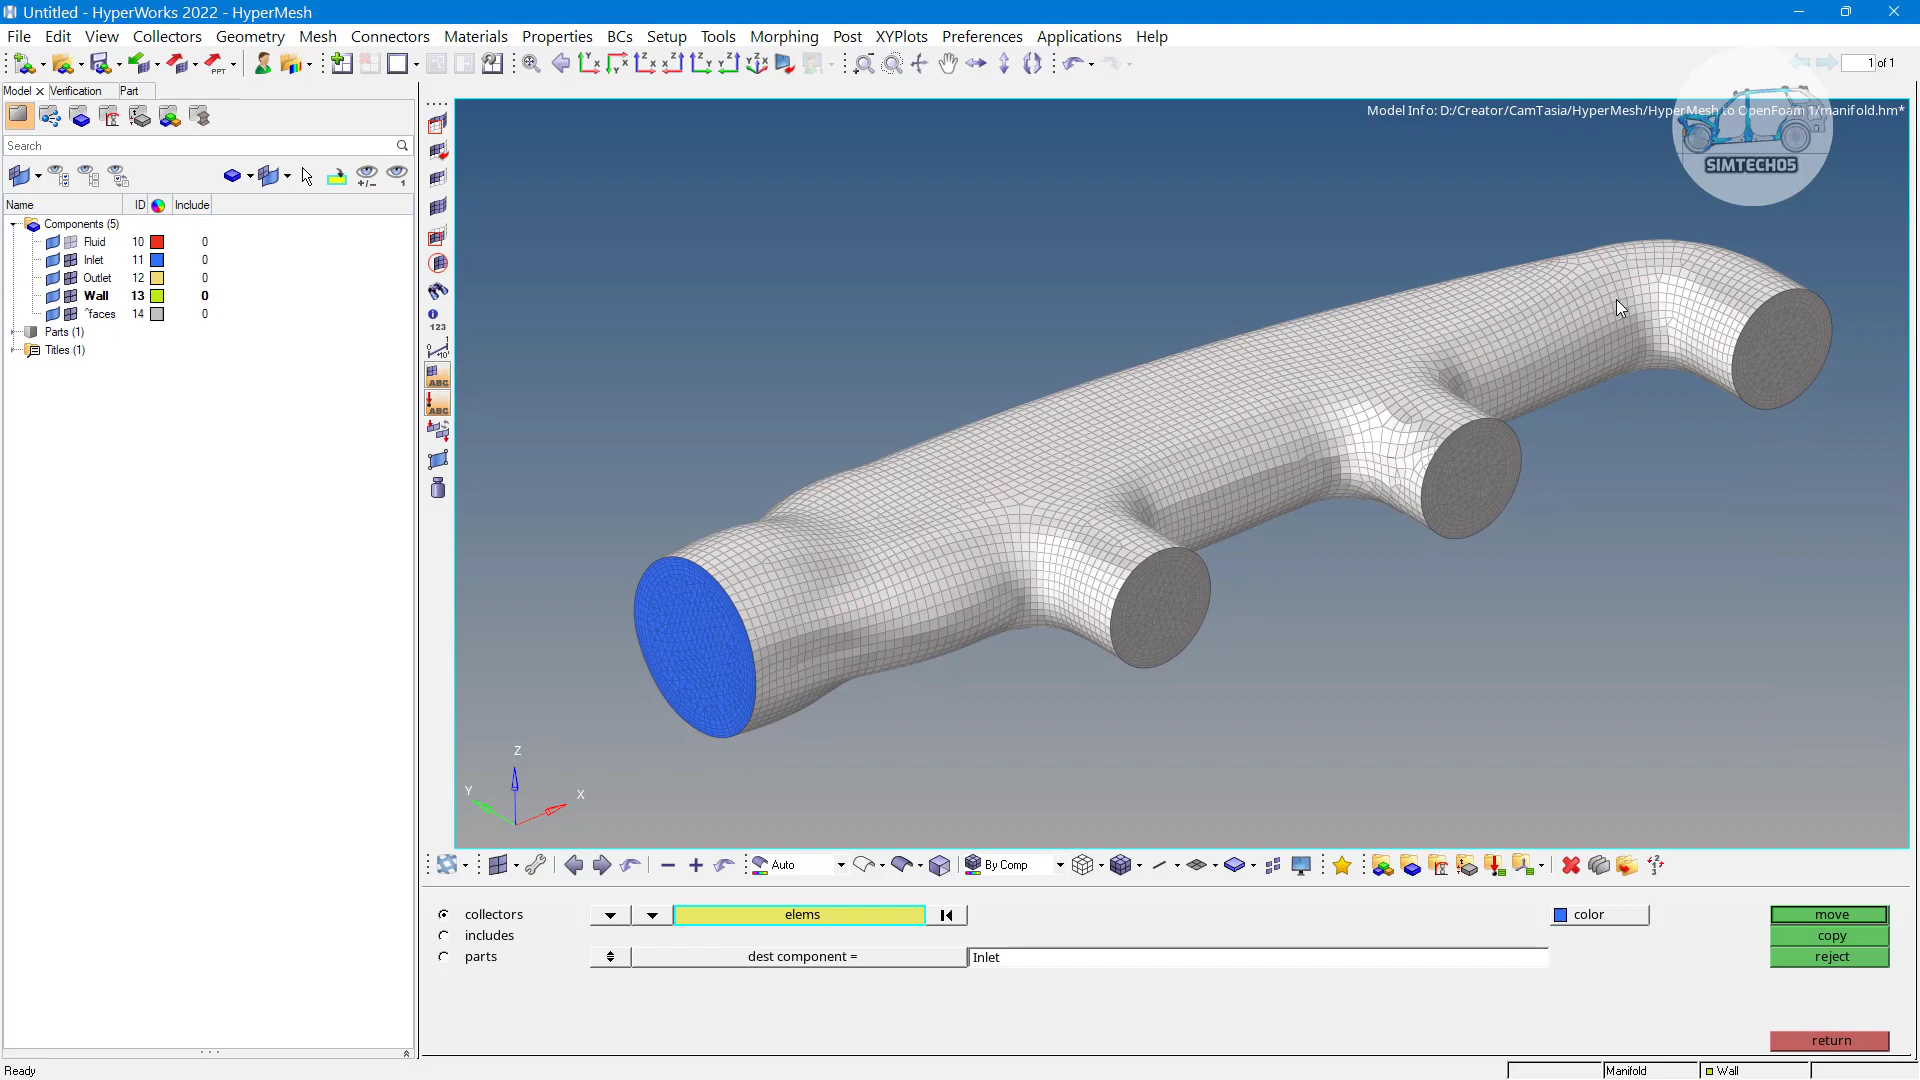 Untitled - HyperWorks 2022 - HyperMesh
File Edit View Collectors Geometry Mesh Connectors Materials Properties BCs Setup Tools Morphing Post XYPlots Preferences Applications Help
PPT
1 of 1
Model Verification Part
Model Info: D:/Creator/CamTasia/HyperMesh/HyperMesh to OpenFoam 1/manifold.hm*
SIMTECH05
Search
Name ID Include
Components (5)
Fluid 10 0
Inlet 11 0
Outlet 12 0
Wall 13 0
^faces 14 0
Parts (1)
Titles (1)
123
ABC
ABC
Z
Y
X
Auto
By Comp
collectors
elems
color
move
includes
copy
parts
dest component =
Inlet
reject
return
Ready
Manifold
Wall